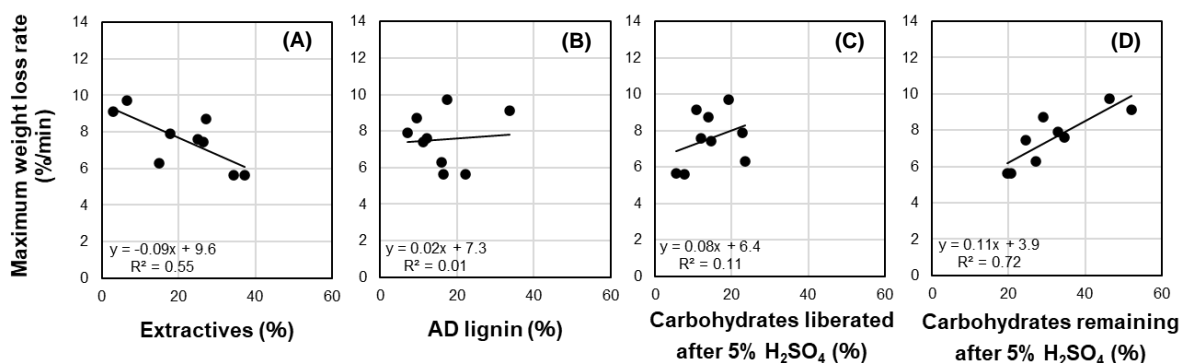 Maximum weight loss rate
(%/min)
14
12
10
8
6
4
2
0
(A)
y = -0.09x + 9.6
R² = 0.55
0 20 40 60
Extractives (%)
14
12
10
8
6
4
2
0
(B)
y = 0.02x + 7.3
R² = 0.01
0 20 40 60
AD lignin (%)
14
12
10
8
6
4
2
0
(C)
y = 0.08x + 6.4
R² = 0.11
0 20 40 60
Carbohydrates liberated
after 5% H₂SO₄ (%)
14
12
10
8
6
4
2
0
(D)
y = 0.11x + 3.9
R² = 0.72
0 20 40 60
Carbohydrates remaining
after 5% H₂SO₄ (%)